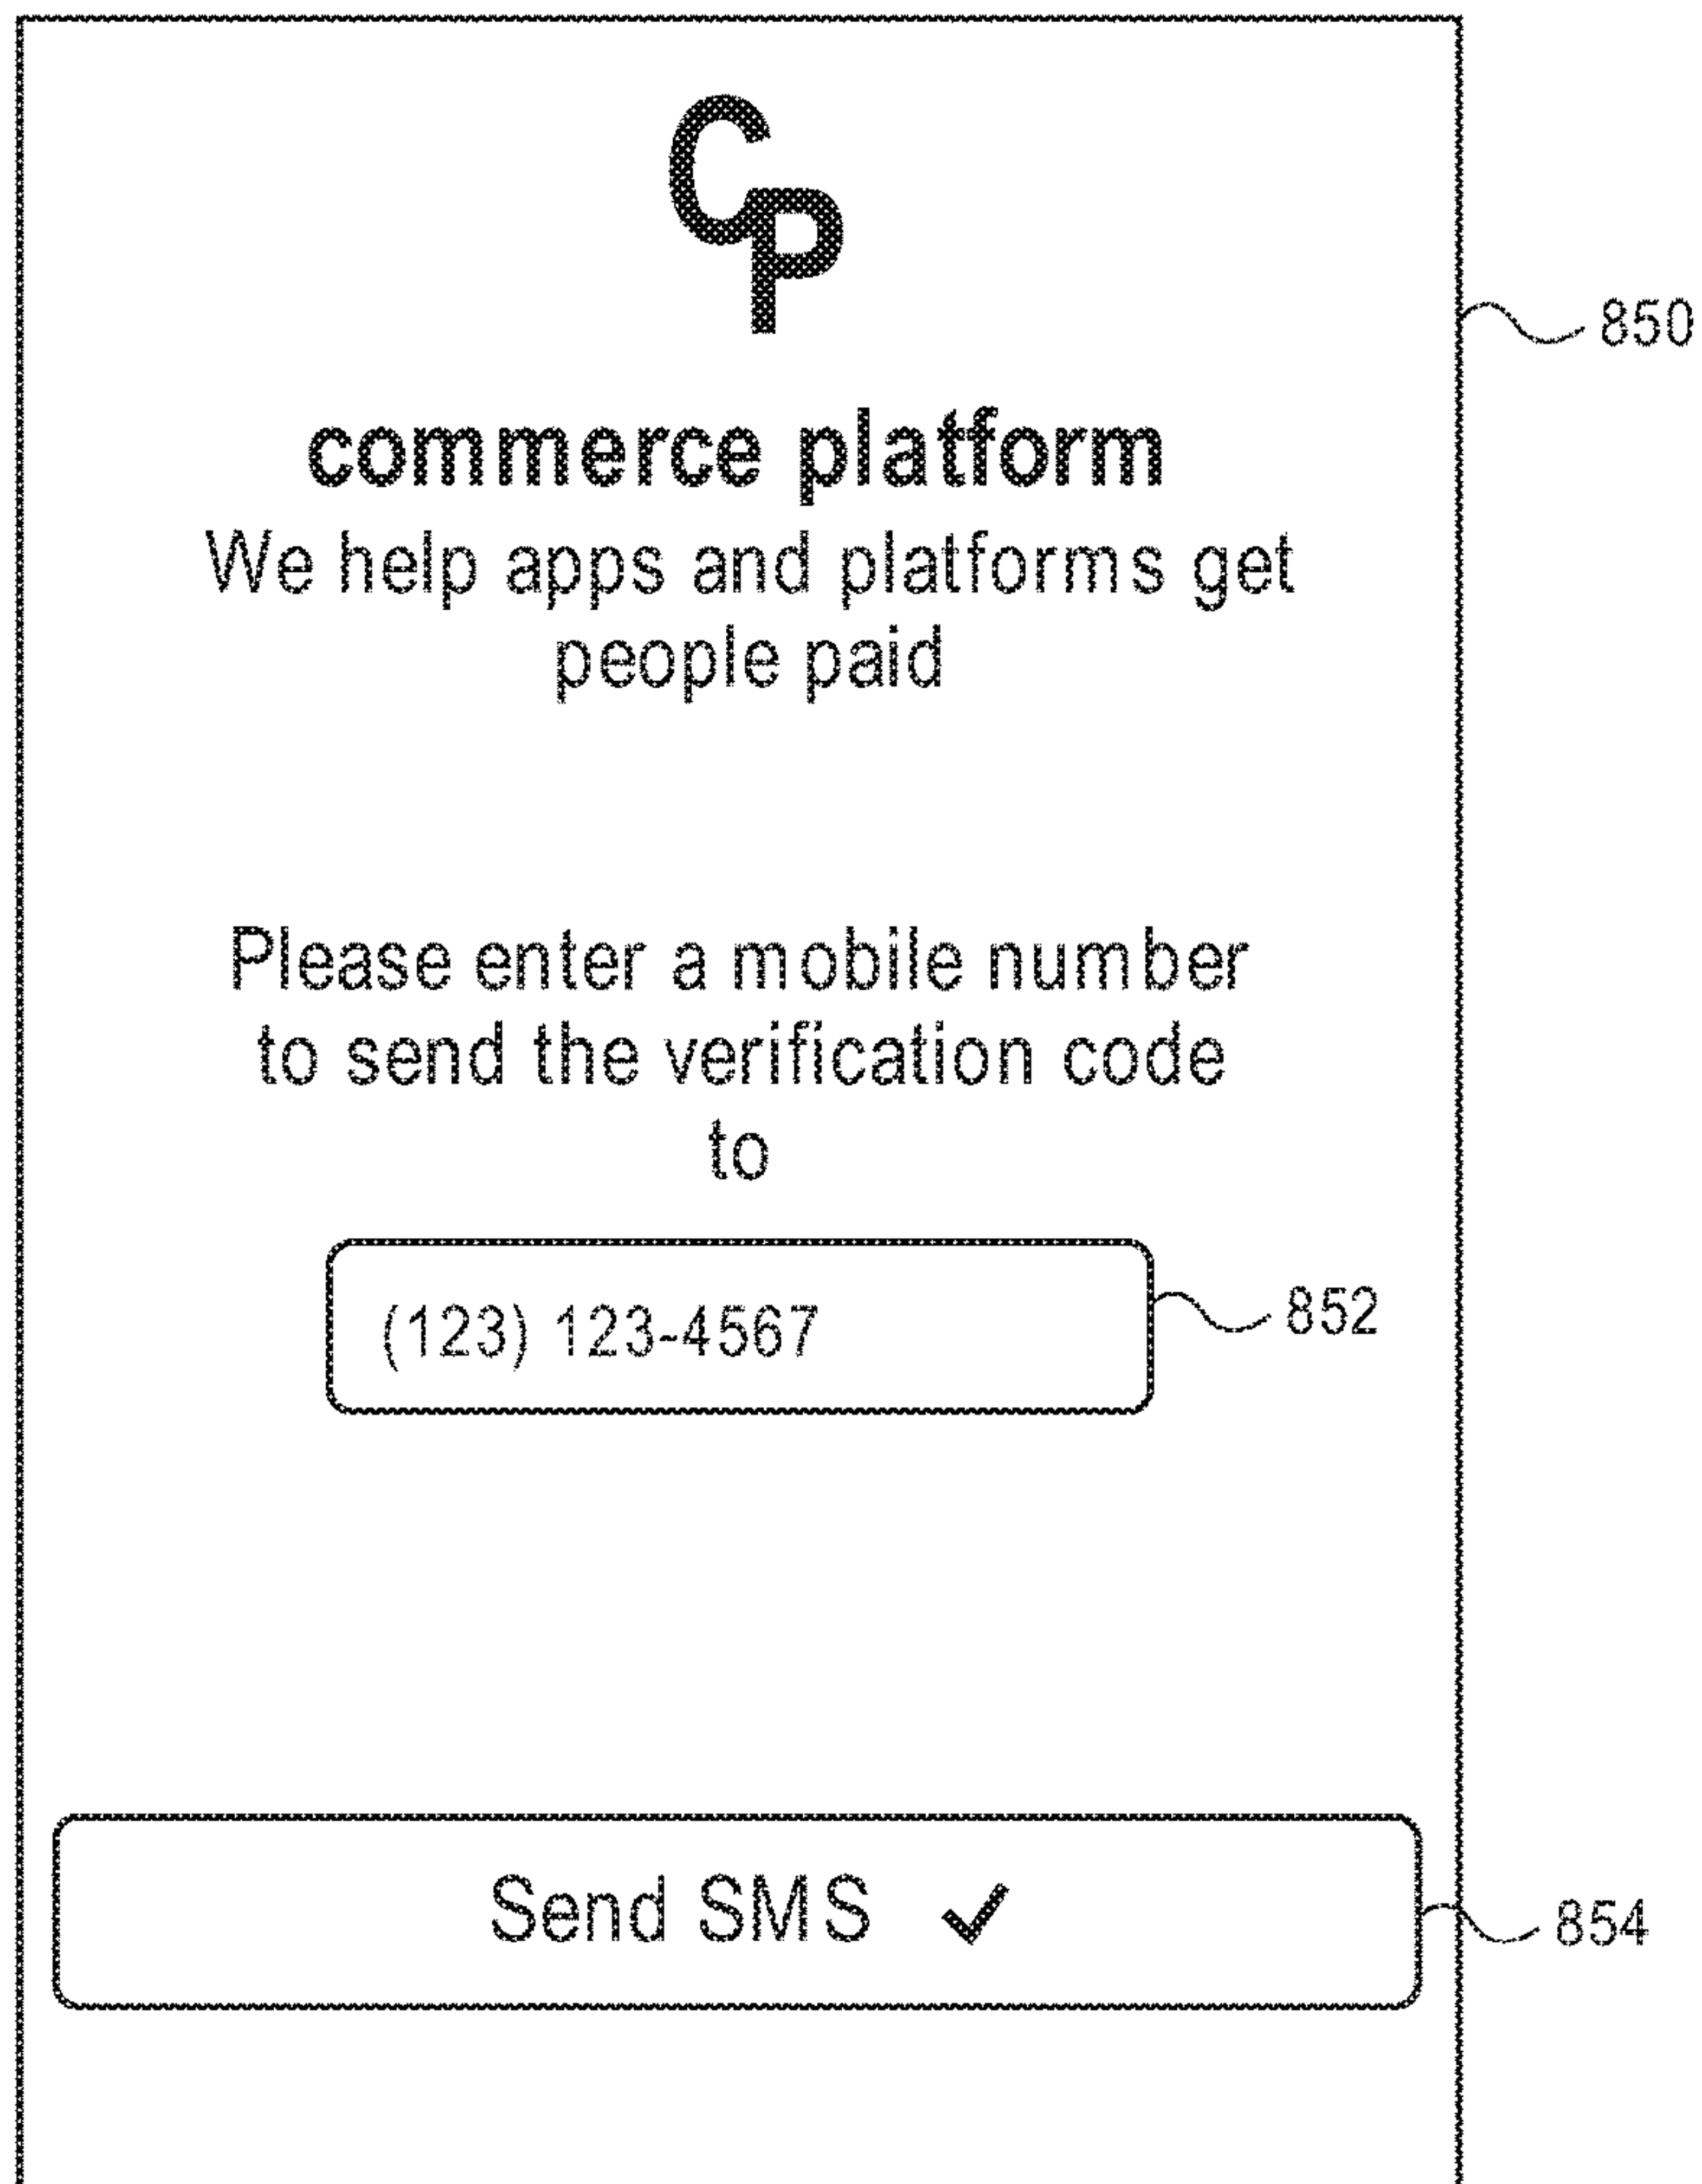 CP
850
commerce platform
We help apps and platforms get
people paid
Please enter a mobile number
to send the verification code
to
(123) 123-4567
852
Send SMS ✓
854